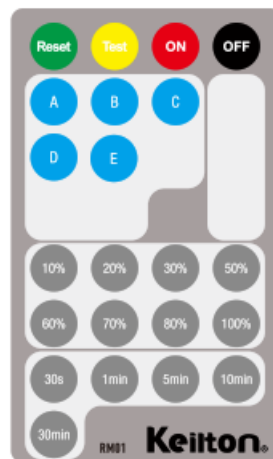 Reset Test ON OFF
A B C
D E
10% 20% 30% 50%
60% 70% 80% 100%
30s 1min 5min 10min
30min RM01 Keilton®